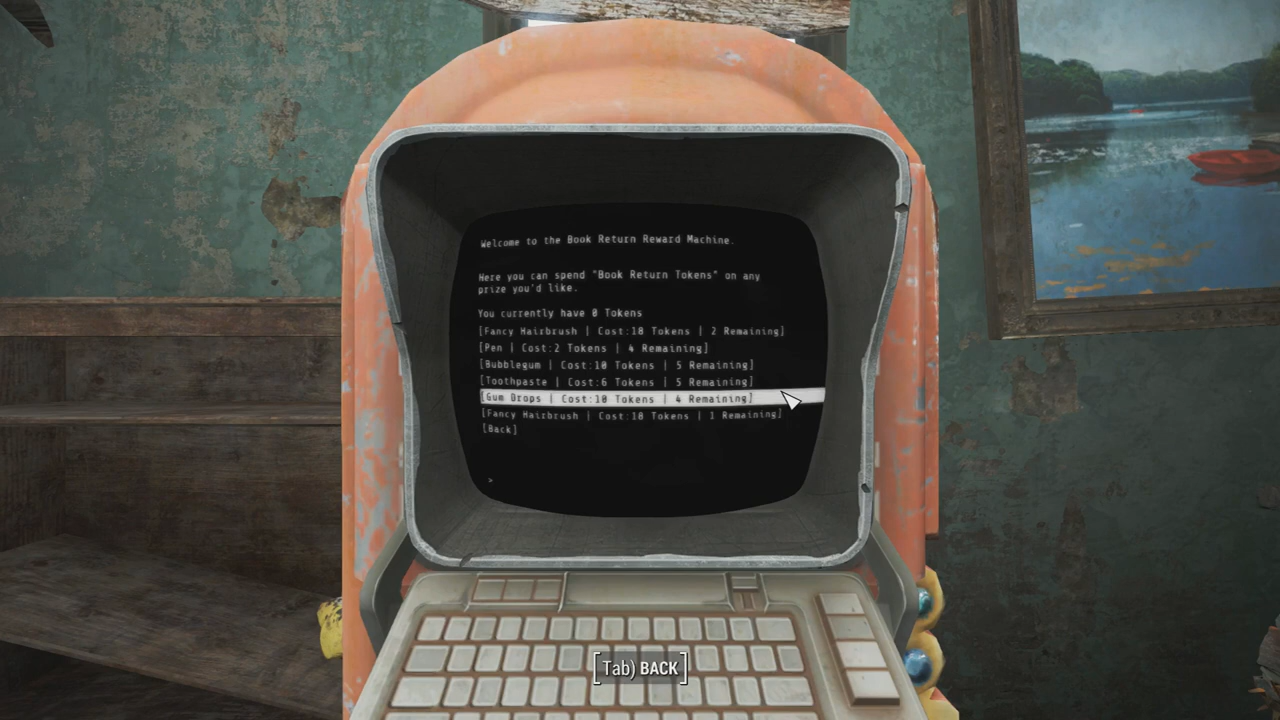 Welcome to the Book Return Reward Machine.
Here you can spend "Book Return Tokens" on any
prize you'd like.
You currently have 0 Tokens
[Fancy Hairbrush | Cost:18 Tokens | 2 Remaining]
[Pen | Cost:2 Tokens | 4 Remaining]
[Bubblegum | Cost:10 Tokens | 5 Remaining]
[Toothpaste | Cost:6 Tokens | 5 Remaining]
[Gum Drops | Cost:10 Tokens | 4 Remaining]
[Fancy Hairbrush | Cost:18 Tokens | 1 Remaining]
[Back]
>
[Tab) BACK]